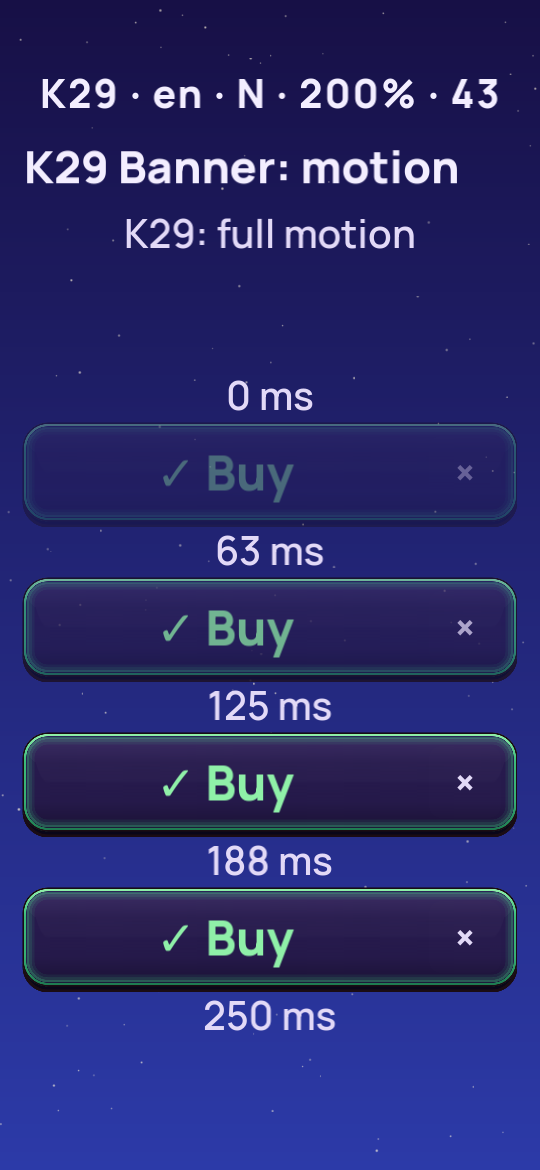 K29 · en · N · 200% · 43
K29 Banner: motion
K29: full motion
0 ms
✓ Buy ×
63 ms
✓ Buy ×
125 ms
✓ Buy ×
188 ms
✓ Buy ×
250 ms